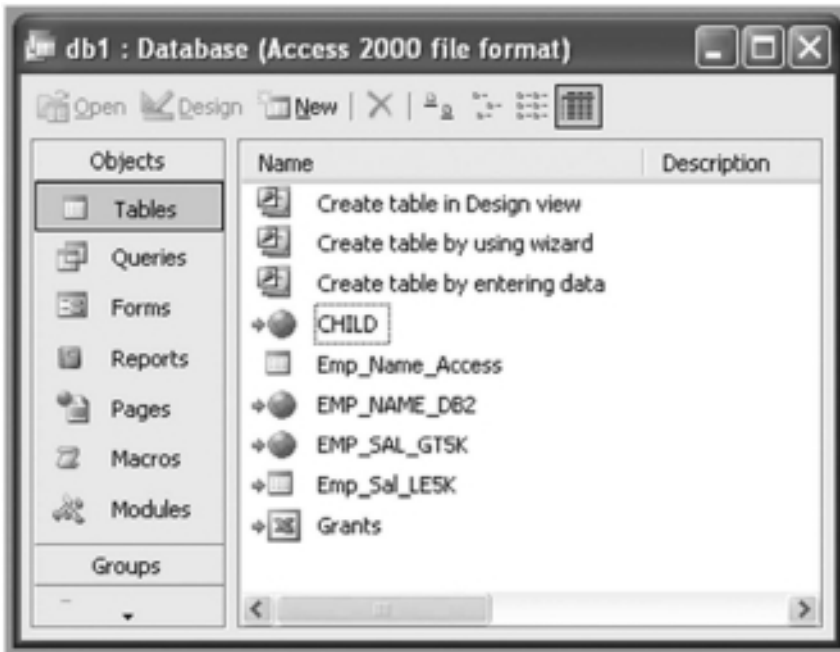 db1 : Database (Access 2000 file format)
Open Design New
Objects
Tables
Queries
Forms
Reports
Pages
Macros
Modules
Groups
Name Description
Create table in Design view
Create table by using wizard
Create table by entering data
CHILD
Emp_Name_Access
EMP_NAME_DB2
EMP_SAL_GT5K
Emp_Sal_LE5K
Grants